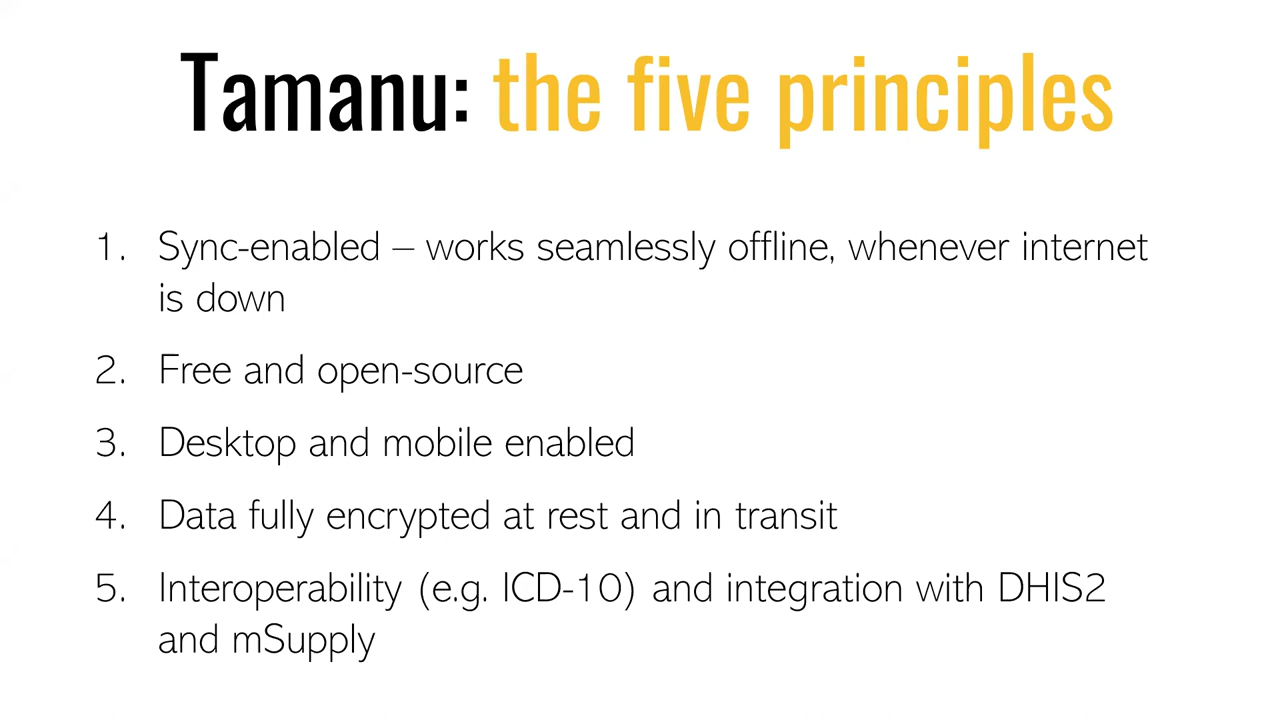 Tamanu: the five principles
1. Sync-enabled – works seamlessly offline, whenever internet
is down
2. Free and open-source
3. Desktop and mobile enabled
4. Data fully encrypted at rest and in transit
5. Interoperability (e.g. ICD-10) and integration with DHIS2
and mSupply